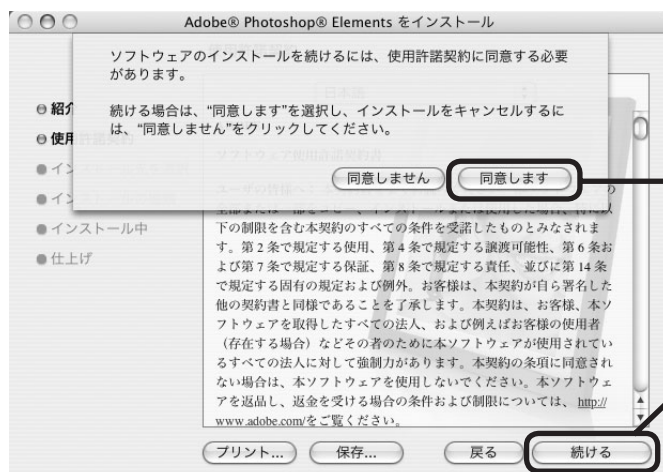 Adobe® Photoshop® Elements をインストール
ソフトウェアのインストールを続けるには、使用許諾契約に同意する必要
があります。
続ける場合は、“同意します”を選択し、インストールをキャンセルするに
は、“同意しません”をクリックしてください。
同意しません
同意します
紹介
使用許諾契約
インストール中
仕上げ
日本語
ソフトウェア使用許諾契約書
下の制限を含む本契約のすべての条件を受諾したものとみなされま
す。第 2 条で規定する使用、第 4 条で規定する譲渡可能性、第 6 条お
よび第 7 条で規定する保証、第 8 条で規定する責任、並びに第 14 条
で規定する固有の規定および例外。お客様は、本契約が自ら署名した
他の契約書と同様であることを了承します。本契約は、お客様、本ソ
フトウェアを取得したすべての法人、および例えばお客様の使用者
（存在する場合）などその者のために本ソフトウェアが使用されてい
るすべての法人に対して強制力があります。本契約の条項に同意され
ない場合は、本ソフトウェアを使用しないでください。本ソフトウェ
アを返品し、返金を受ける場合の条件および制限については、 http://
www.adobe.com/をご覧ください。
プリント...
保存...
戻る
続ける